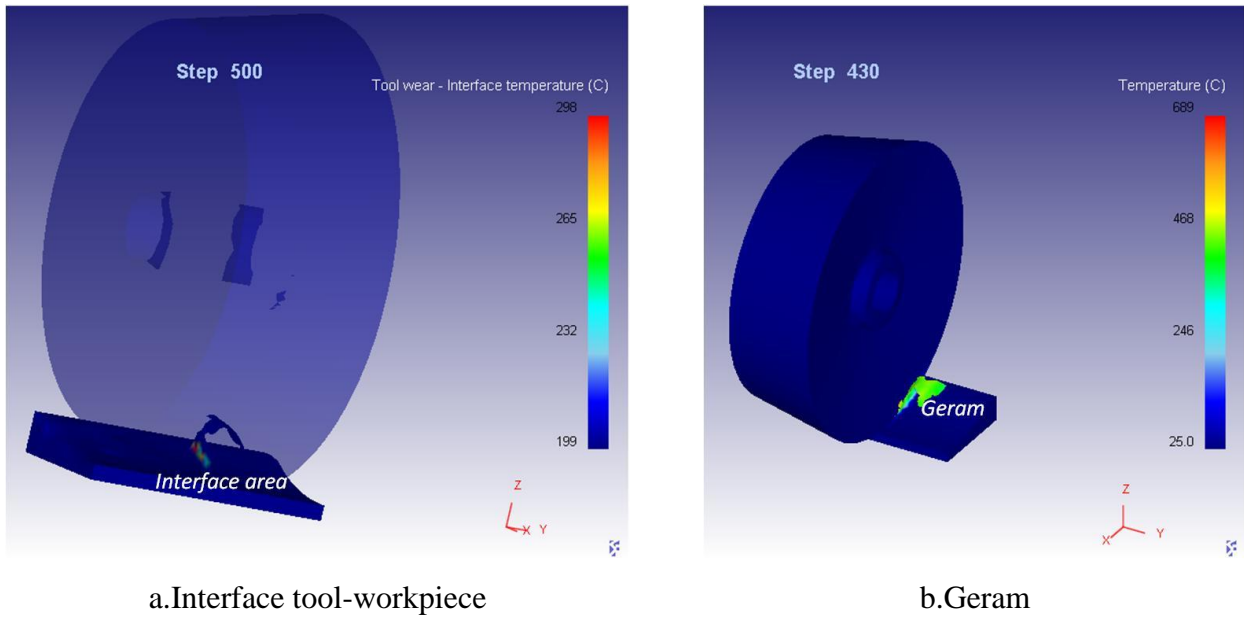 Step 500
Tool wear - Interface temperature (C)
298
265
232
199
Interface area
Z
X Y
Step 430
Temperature (C)
689
468
246
25.0
Geram
Z
X
Y
a.Interface tool-workpiece
b.Geram